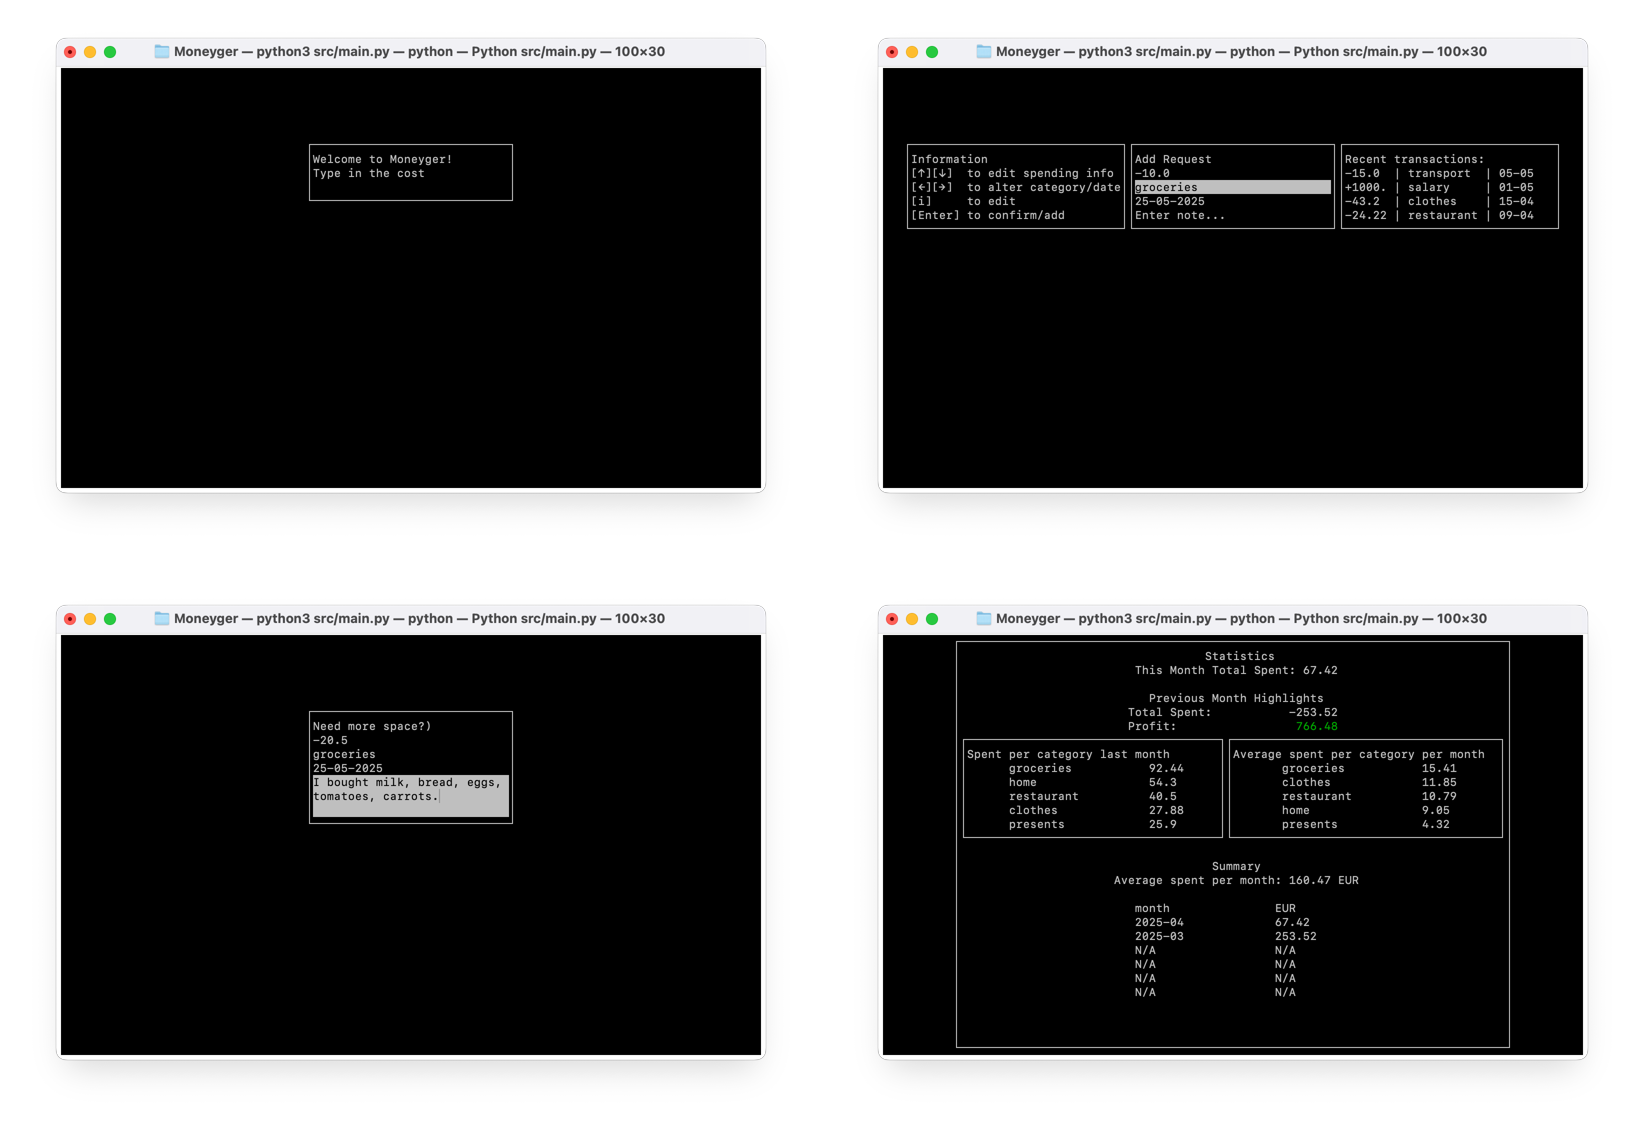 Moneyger — python3 src/main.py — python — Python src/main.py — 100×30
Welcome to Moneyger!
Type in the cost
Moneyger — python3 src/main.py — python — Python src/main.py — 100×30
Information
[↑][↓] to edit spending info
[←][→] to alter category/date
[i] to edit
[Enter] to confirm/add
Add Request
-10.0
groceries
25-05-2025
Enter note...
Recent transactions:
-15.0 | transport | 05-05
+1000. | salary | 01-05
-43.2 | clothes | 15-04
-24.22 | restaurant | 09-04
Moneyger — python3 src/main.py — python — Python src/main.py — 100×30
Need more space?)
-20.5
groceries
25-05-2025
I bought milk, bread, eggs,
tomatoes, carrots.
Moneyger — python3 src/main.py — python — Python src/main.py — 100×30
Statistics
This Month Total Spent: 67.42
Previous Month Highlights
Total Spent: -253.52
Profit: 766.48
Spent per category last month
groceries 92.44
home 54.3
restaurant 40.5
clothes 27.88
presents 25.9
Average spent per category per month
groceries 15.41
clothes 11.85
restaurant 10.79
home 9.05
presents 4.32
Summary
Average spent per month: 160.47 EUR
month EUR
2025-04 67.42
2025-03 253.52
N/A N/A
N/A N/A
N/A N/A
N/A N/A